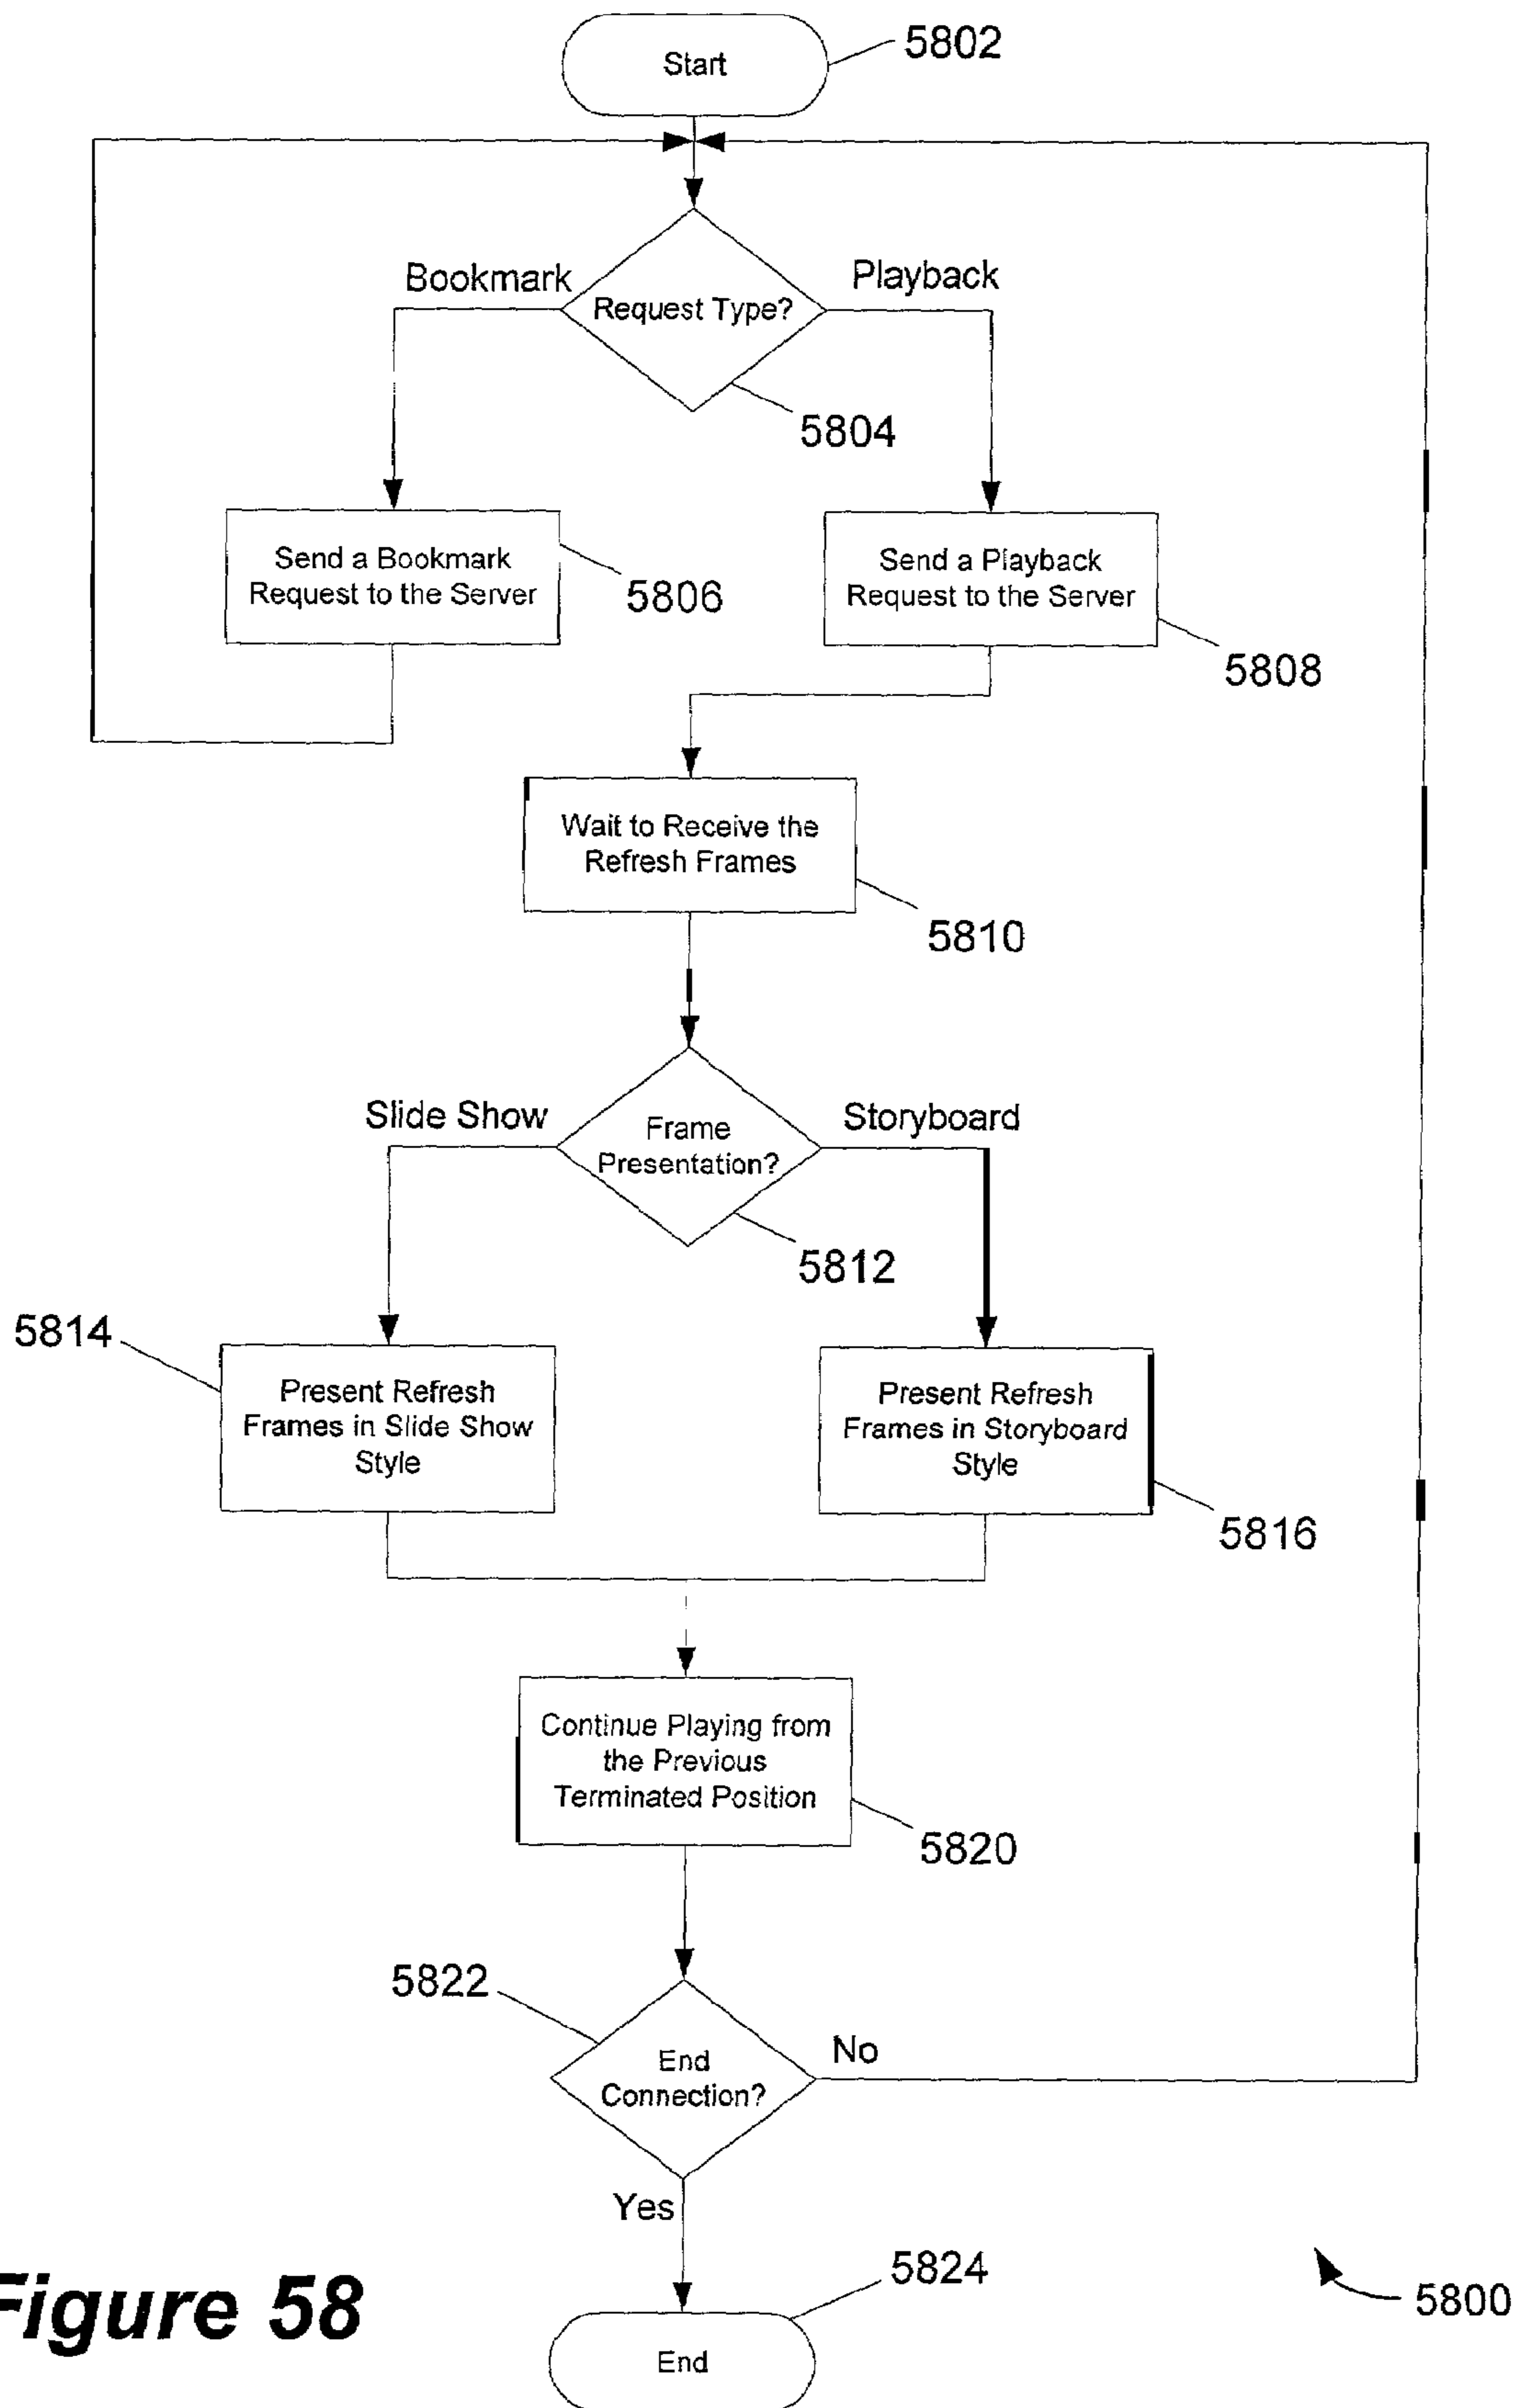 Start
5802
Bookmark
Playback
Request Type?
5804
Send a Bookmark
Request to the Server
5806
Send a Playback
Request to the Server
5808
Wait to Receive the
Refresh Frames
5810
Slide Show
Storyboard
Frame
Presentation?
5812
5814
Present Refresh
Frames in Slide Show
Style
Present Refresh
Frames in Storyboard
Style
5816
Continue Playing from
the Previous
Terminated Position
5820
5822
End
Connection?
No
Yes
5824
End
5800
Figure 58